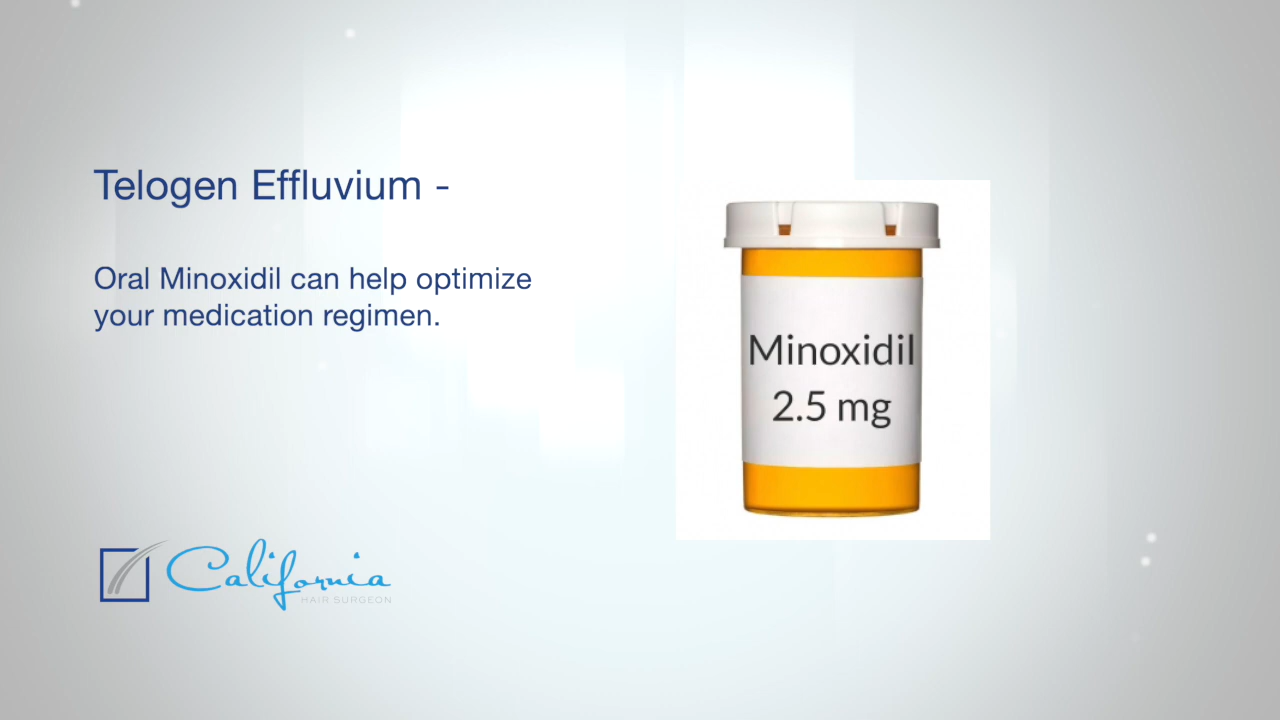 Telogen Effluvium -
Oral Minoxidil can help optimize
your medication regimen.
Minoxidil
2.5 mg
California
HAIR SURGEON